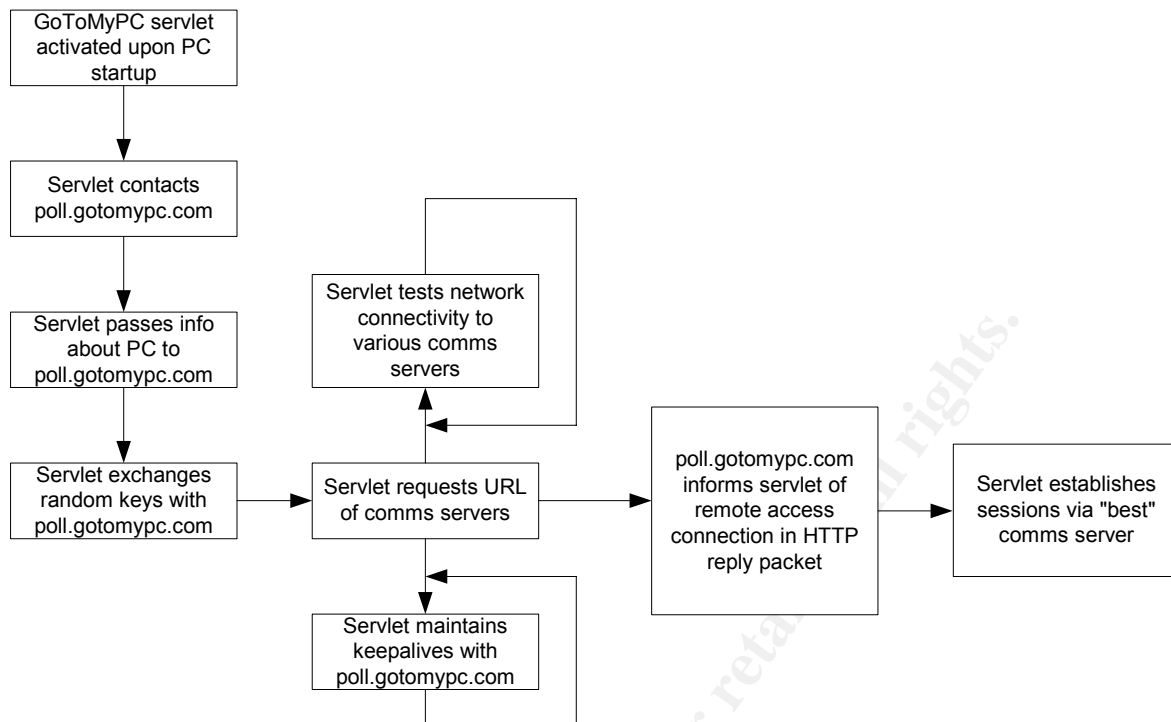 GoToMyPC servlet
activated upon PC
startup
Servlet contacts
poll.gotomypc.com
Servlet passes info
about PC to
poll.gotomypc.com
Servlet exchanges
random keys with
poll.gotomypc.com
Servlet tests network
connectivity to
various comms
servers
Servlet requests URL
of comms servers
Servlet maintains
keepalives with
poll.gotomypc.com
poll.gotomypc.com
informs servlet of
remote access
connection in HTTP
reply packet
Servlet establishes
sessions via "best"
comms server
retain rights.